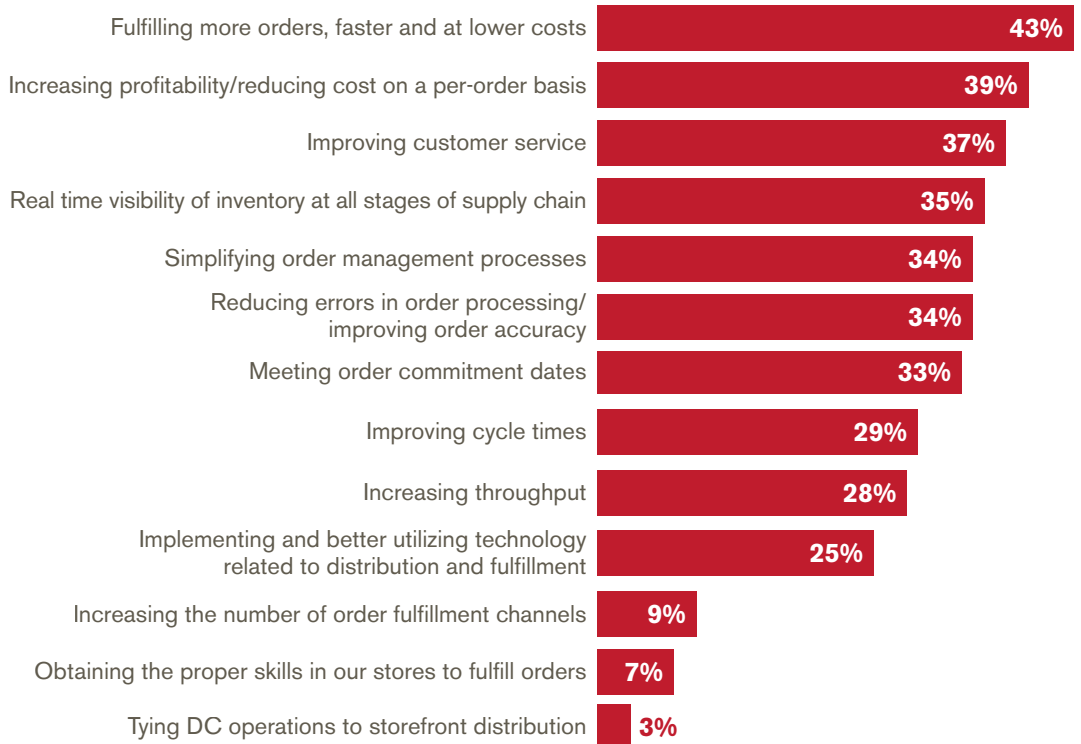 Fulfilling more orders, faster and at lower costs 43%
Increasing profitability/reducing cost on a per-order basis 39%
Improving customer service 37%
Real time visibility of inventory at all stages of supply chain 35%
Simplifying order management processes 34%
Reducing errors in order processing/
improving order accuracy 34%
Meeting order commitment dates 33%
Improving cycle times 29%
Increasing throughput 28%
Implementing and better utilizing technology
related to distribution and fulfillment 25%
Increasing the number of order fulfillment channels 9%
Obtaining the proper skills in our stores to fulfill orders 7%
Tying DC operations to storefront distribution 3%